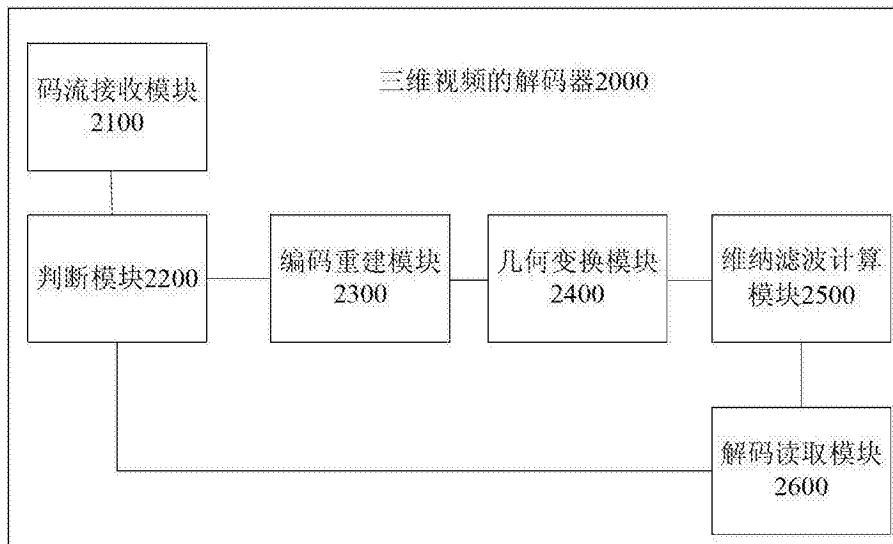 三维视频的解码器2000
码流接收模块
2100
判断模块2200
编码重建模块
2300
几何变换模块
2400
维纳滤波计算
模块2500
解码读取模块
2600